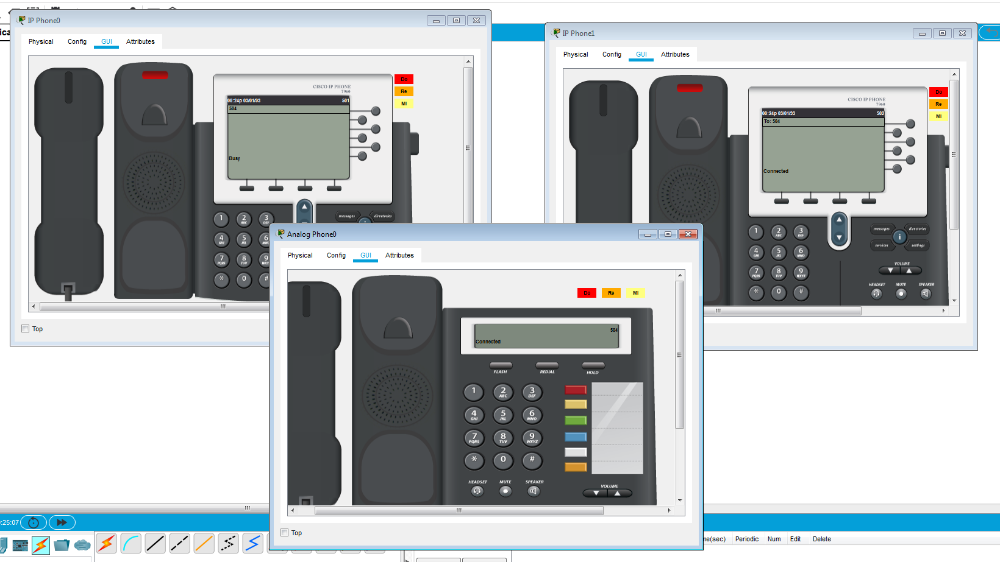 IP Phone0
Physical Config GUI Attributes
CISCO IP PHONE
7960
00:24p 03/01/93 501
504
Busy
Do
Re
MI
messages directories
1 2 ABC 3 DEF
4 GHI 5 JKL 6
7 PQRS 8 TUV 9
* 0 #
Top
IP Phone1
Physical Config GUI Attributes
CISCO IP PHONE
7960
00:24p 03/01/93 502
To: 504
Connected
Do
Re
MI
messages directories
i
services settings
1 2 ABC 3 DEF
4 GHI 5 JKL 6 MNO
7 PQRS 8 TUV 9 WXYZ
* 0 #
VOLUME
HEADSET MUTE SPEAKER
Analog Phone0
Physical Config GUI Attributes
Do Re MI
504
Connected
FLASH REDIAL HOLD
1 2 ABC 3 DEF
4 GHI 5 JKL 6 MNO
7 PQRS 8 TUV 9 WXYZ
* 0 #
HEADSET MUTE SPEAKER
VOLUME
Top
:25:07
me(sec) Periodic Num Edit Delete